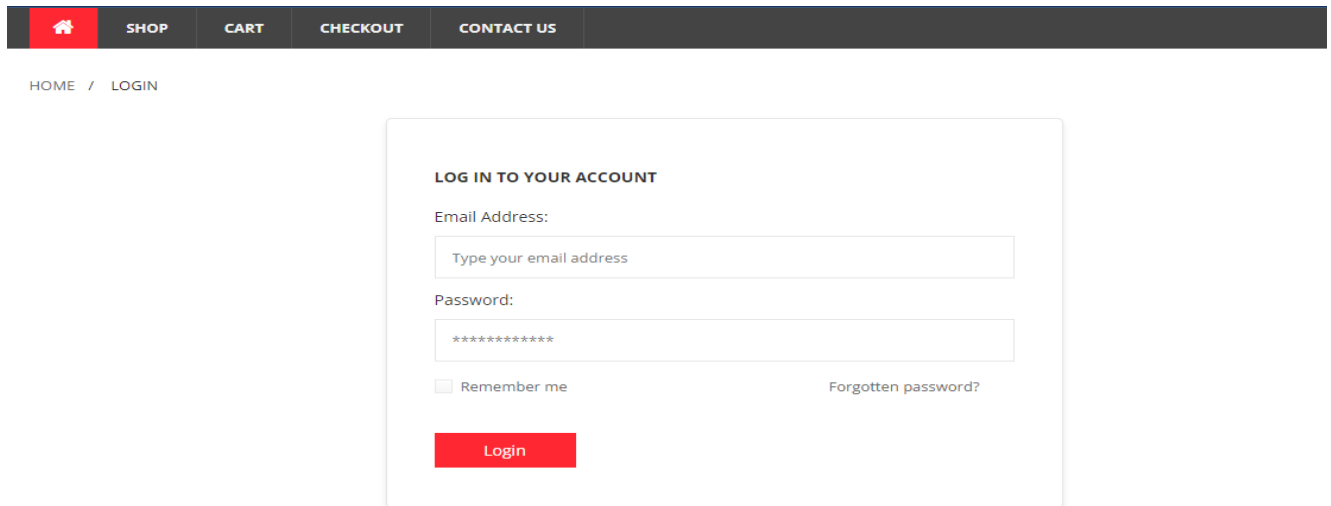 SHOP CART CHECKOUT CONTACT US
HOME / LOGIN
LOG IN TO YOUR ACCOUNT
Email Address:
Type your email address
Password:
************
Remember me Forgotten password?
Login